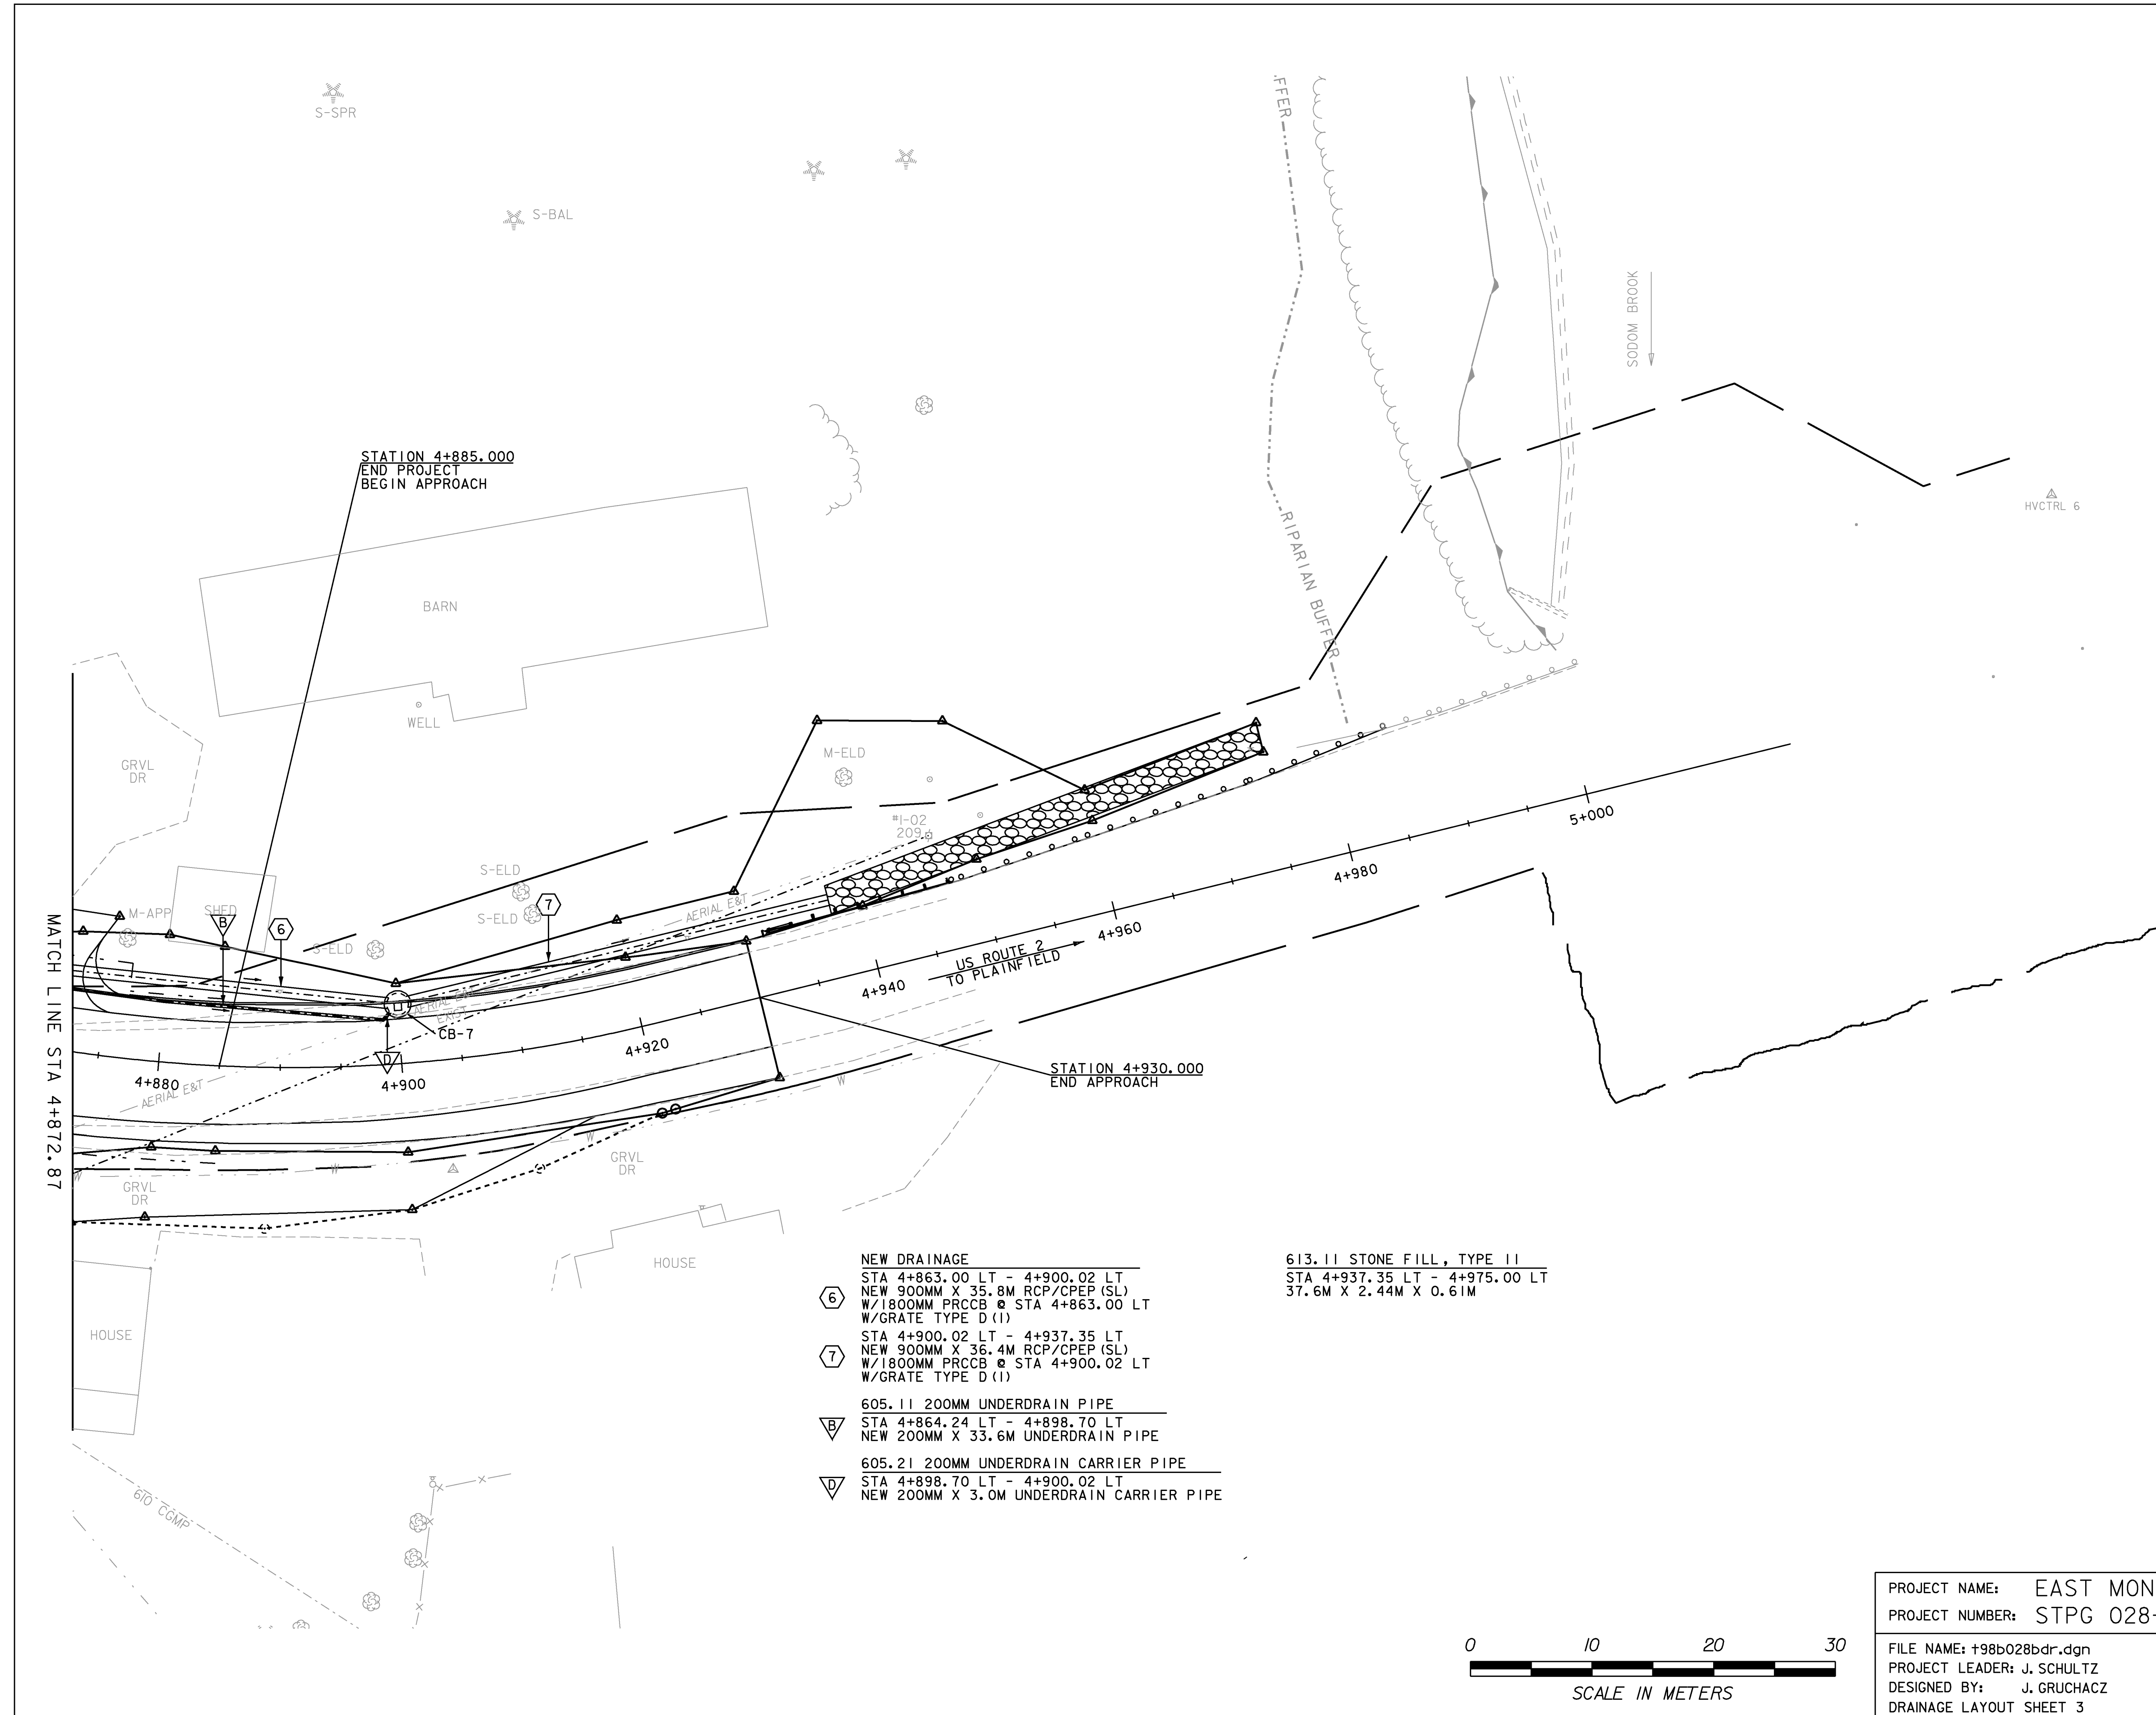 S-SPR
S-BAL
FFER
SODOM BROOK
STATION 4+885.000
END PROJECT
BEGIN APPROACH
HVCTRL 6
RIPARIAN BUFFER
BARN
WELL
GRVL
DR
M-ELD
#1-02
209
S-ELD
S-ELD
S-ELD
M-APP
SHED
B
6
7
AERIAL E&T
AERIAL E&T
EXIST
CB-7
D
4+880
4+900
4+920
4+940
4+960
4+980
5+000
US ROUTE 2
TO PLAINFIELD
AERIAL E&T
STATION 4+930.000
END APPROACH
MATCH LINE STA 4+872.87
W
W
W
W
GRVL
DR
GRVL
DR
HOUSE
HOUSE
610 CGMP
NEW DRAINAGE
6
STA 4+863.00 LT - 4+900.02 LT
NEW 900MM X 35.8M RCP/CPEP(SL)
W/1800MM PRCCB @ STA 4+863.00 LT
W/GRATE TYPE D(1)
7
STA 4+900.02 LT - 4+937.35 LT
NEW 900MM X 36.4M RCP/CPEP(SL)
W/1800MM PRCCB @ STA 4+900.02 LT
W/GRATE TYPE D(1)
605.11 200MM UNDERDRAIN PIPE
B
STA 4+864.24 LT - 4+898.70 LT
NEW 200MM X 33.6M UNDERDRAIN PIPE
605.21 200MM UNDERDRAIN CARRIER PIPE
D
STA 4+898.70 LT - 4+900.02 LT
NEW 200MM X 3.0M UNDERDRAIN CARRIER PIPE
613.11 STONE FILL, TYPE II
STA 4+937.35 LT - 4+975.00 LT
37.6M X 2.44M X 0.61M
0 10 20 30
SCALE IN METERS
PROJECT NAME: EAST MON
PROJECT NUMBER: STPG 028-
FILE NAME: t98b028bdr.dgn
PROJECT LEADER: J. SCHULTZ
DESIGNED BY: J. GRUCHACZ
DRAINAGE LAYOUT SHEET 3